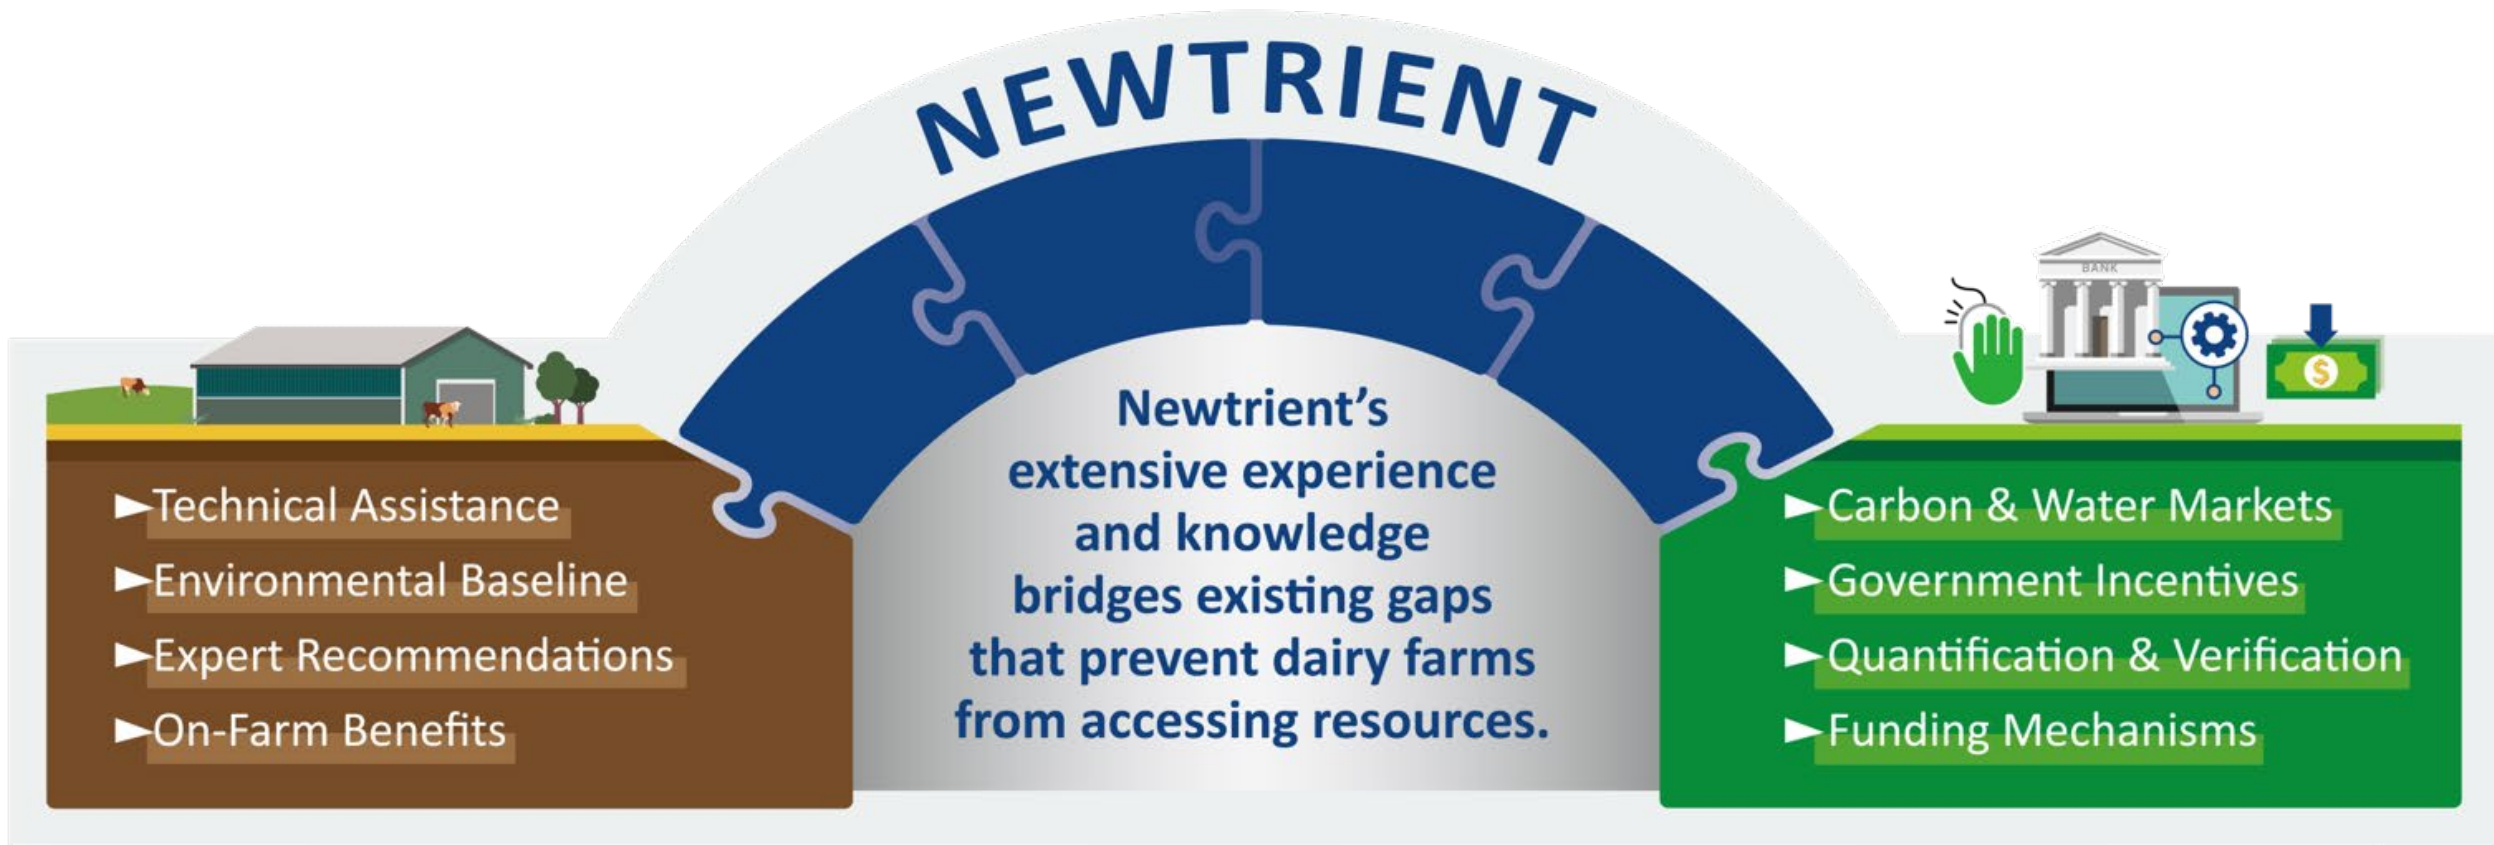 NEWTRIENT
BANK
Technical Assistance
Environmental Baseline
Expert Recommendations
On-Farm Benefits
Newtrient's
extensive experience
and knowledge
bridges existing gaps
that prevent dairy farms
from accessing resources.
$
Carbon & Water Markets
Government Incentives
Quantification & Verification
Funding Mechanisms